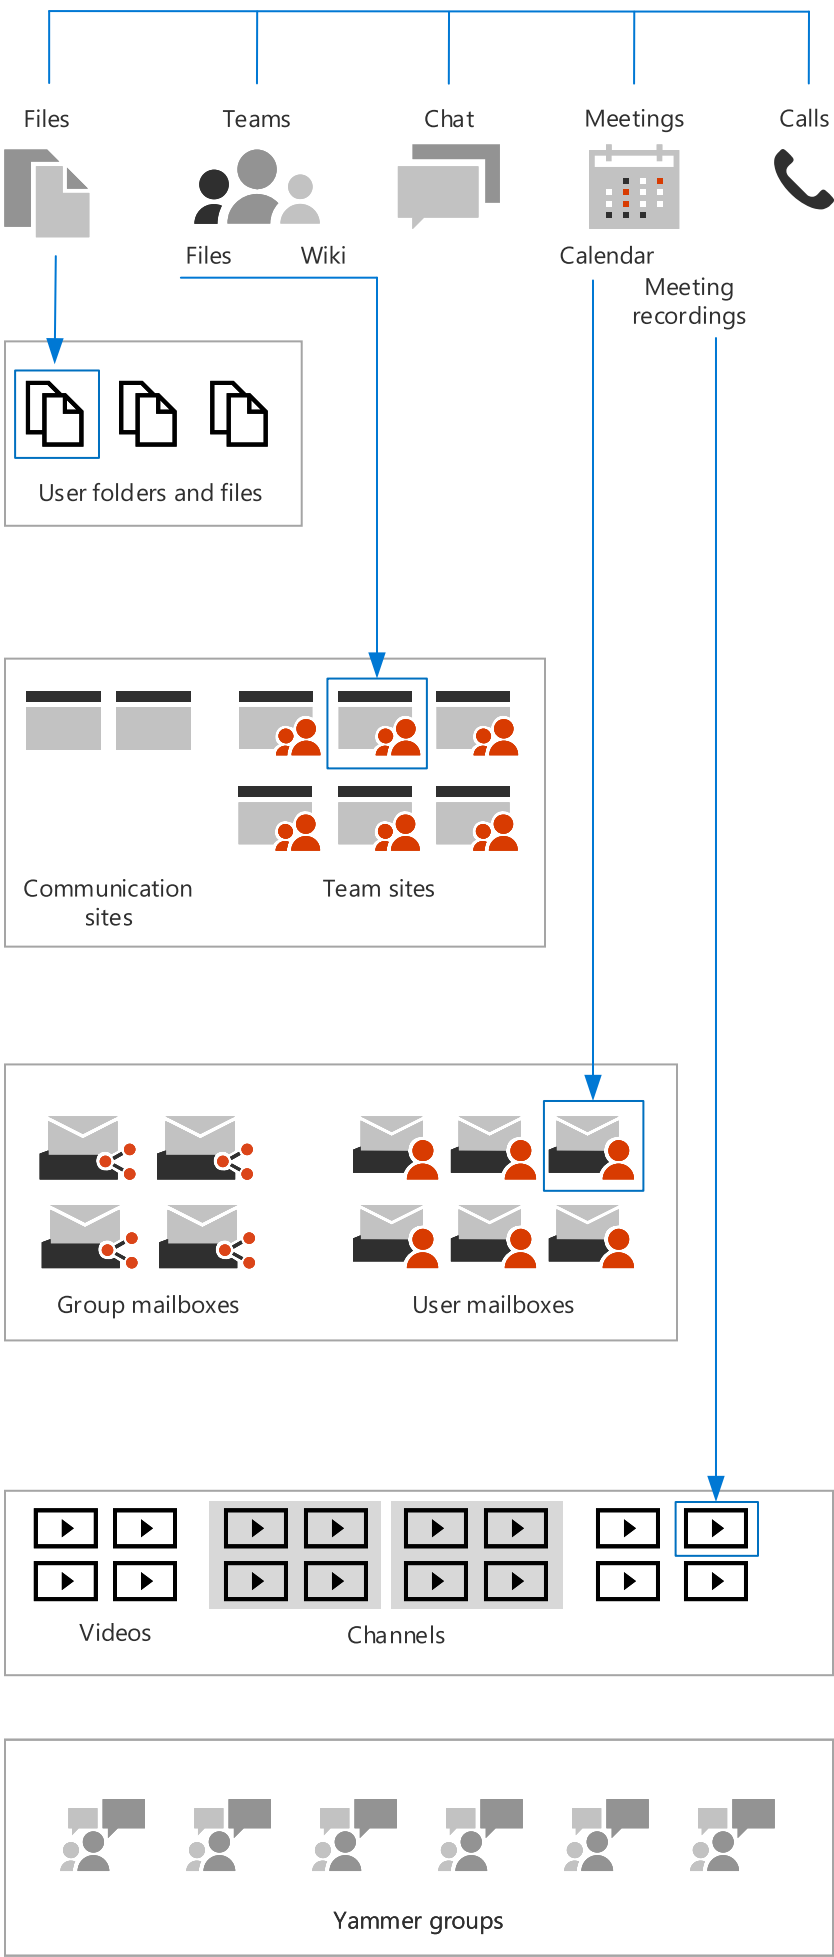 Files
Teams
Chat
Meetings
Calls
Files
Wiki
Calendar
Meeting
recordings
User folders and files
Communication
sites
Team sites
Group mailboxes
User mailboxes
Videos
Channels
Yammer groups